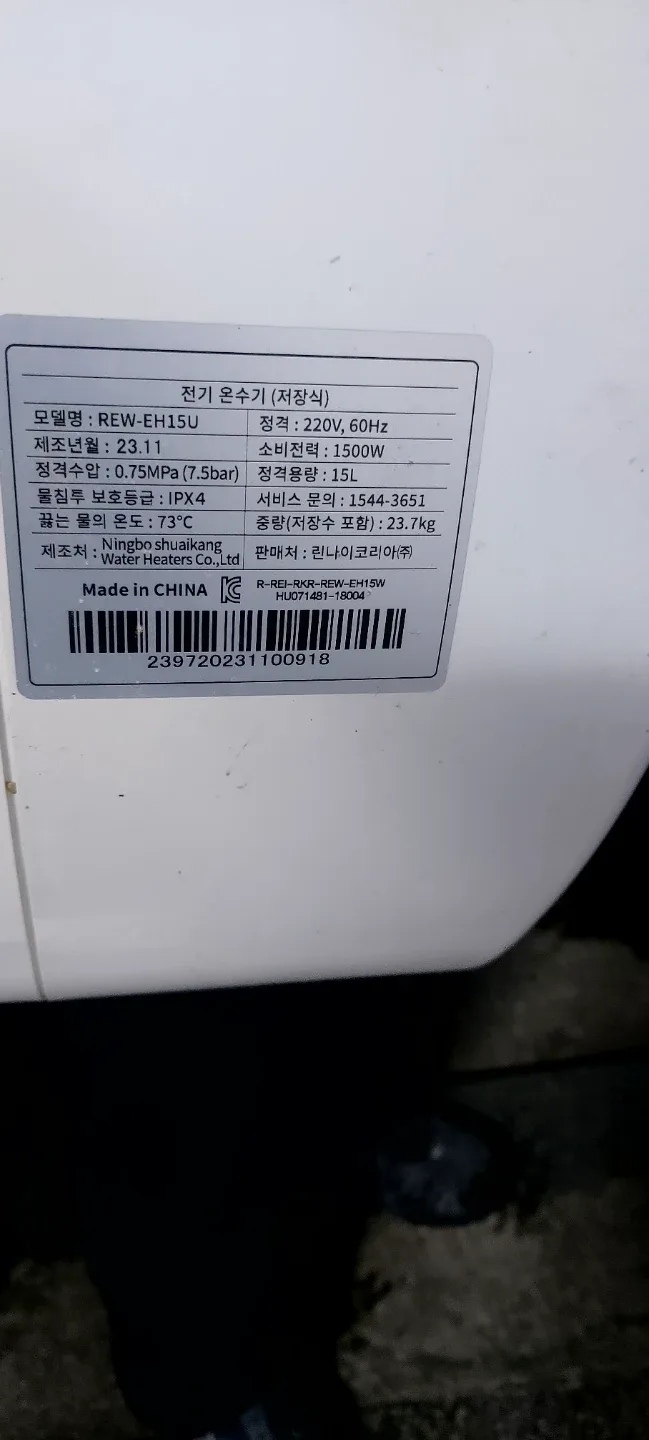 전기 온수기 (저장식)
모델명 : REW-EH15U
정격 : 220V, 60Hz
제조년월 : 23.11
소비전력 : 1500W
정격수압 : 0.75MPa (7.5bar)
정격용량 : 15L
물침투 보호등급 : IPX4
서비스 문의 : 1544-3651
끓는 물의 온도 : 73°C
중량(저장수 포함) : 23.7kg
제조처 : Ningbo shuaikang
Water Heaters Co.,Ltd
판매처 : 린나이코리아㈜
Made in CHINA
R-REI-RKR-REW-EH15W
HU071481-18004
239720231100918